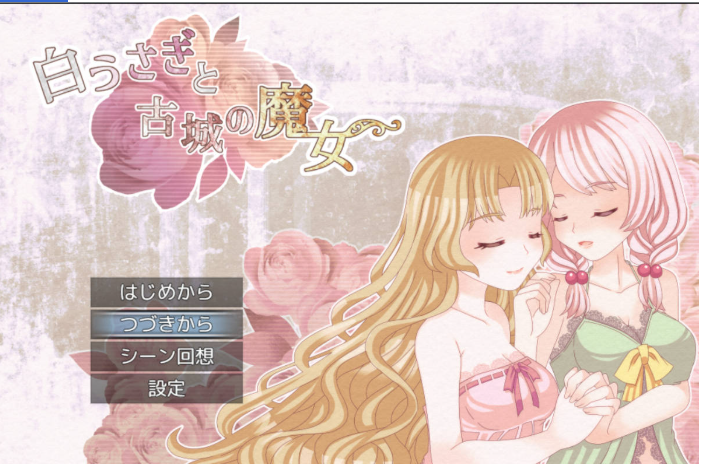 白うさぎと
古城の魔女
はじめから
つづきから
シーン回想
設定